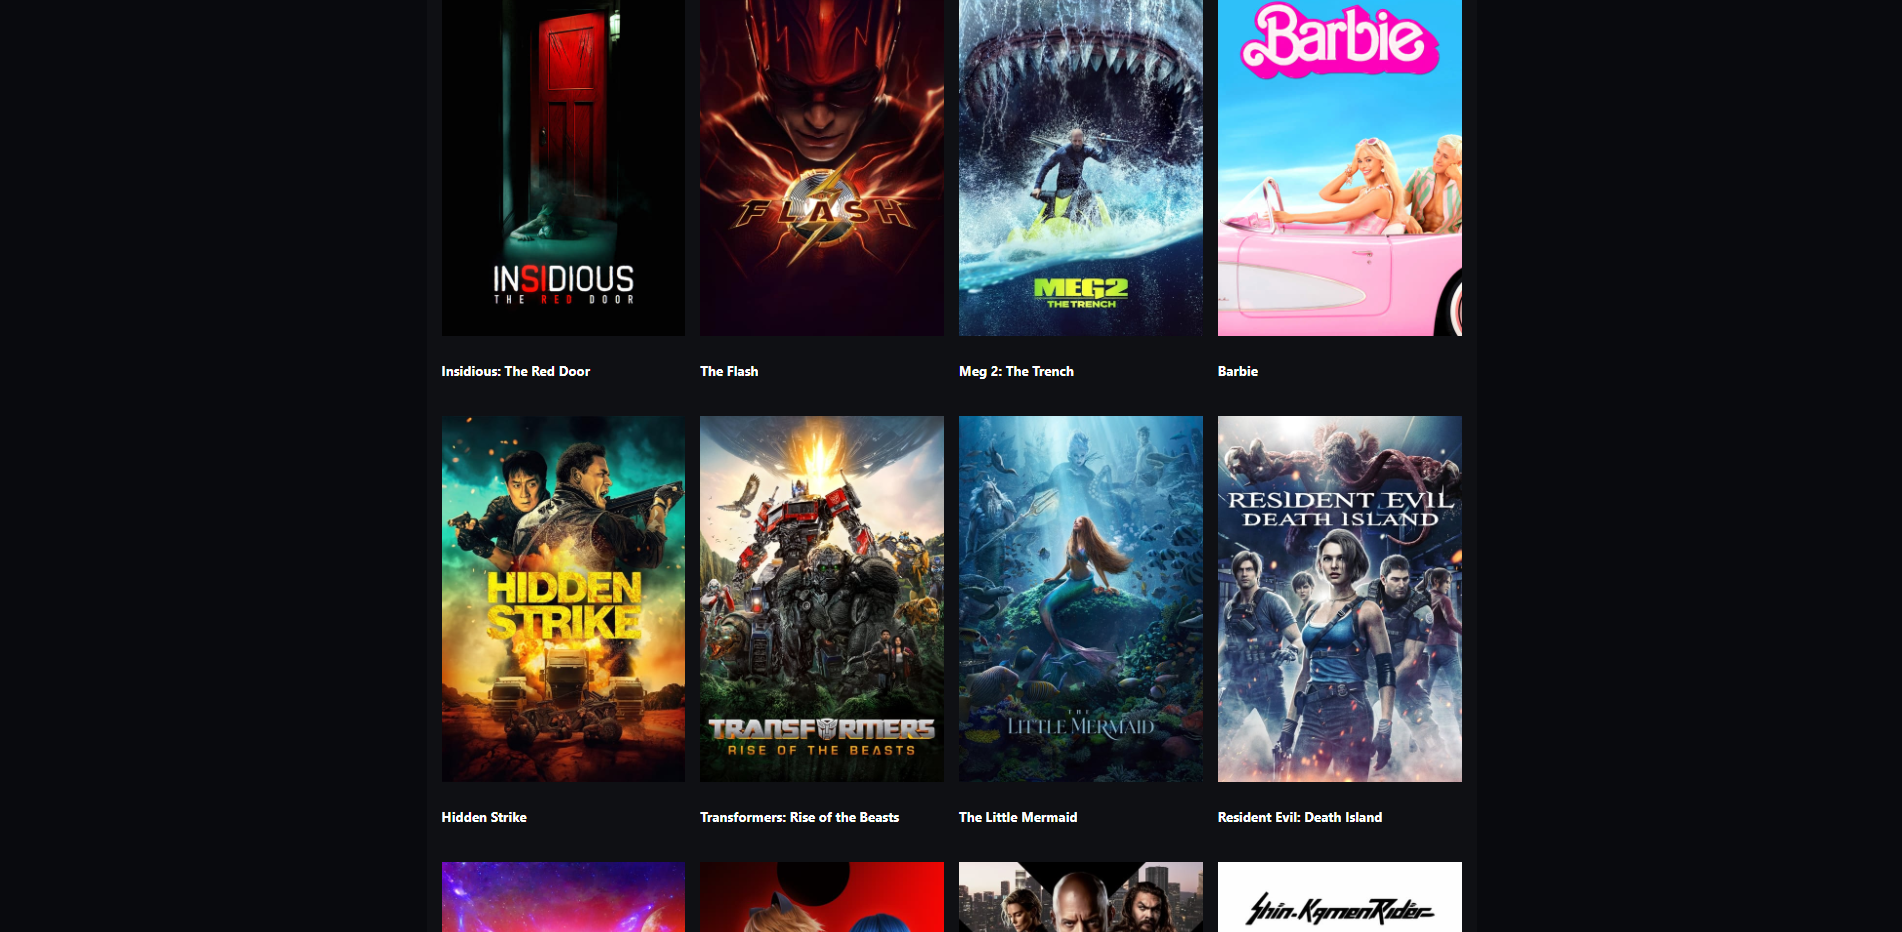 Barbie
FLASH
INSIDIOUS
THE RED DOOR
MEG2
THE TRENCH
Insidious: The Red Door
The Flash
Meg 2: The Trench
Barbie
RESIDENT EVIL
DEATH ISLAND
HIDDEN
STRIKE
TRANSFORMERS
RISE OF THE BEASTS
THE
LITTLE MERMAID
Hidden Strike
Transformers: Rise of the Beasts
The Little Mermaid
Resident Evil: Death Island
Shin.KamenRider